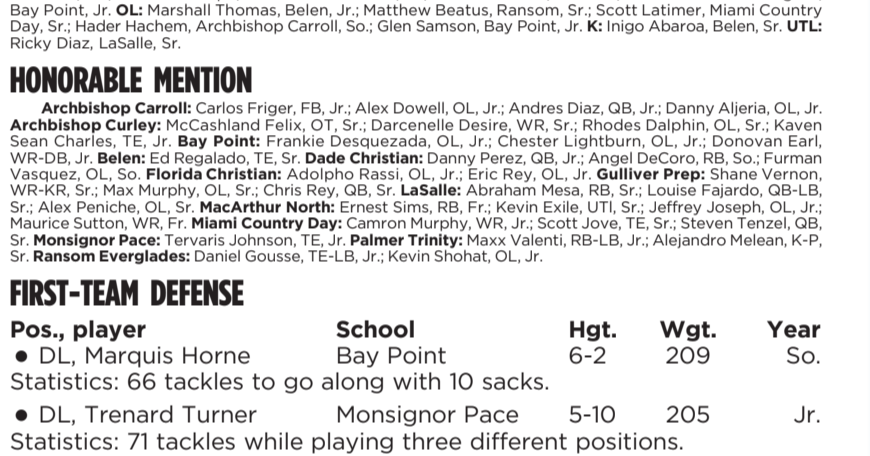 Bay Point, Jr. OL: Marshall Thomas, Belen, Jr.; Matthew Beatus, Ransom, Sr.; Scott Latimer, Miami Country
Day, Sr.; Hader Hachem, Archbishop Carroll, So.; Glen Samson, Bay Point, Jr. K: Inigo Abaroa, Belen, Sr. UTL:
Ricky Diaz, LaSalle, Sr.
HONORABLE MENTION
Archbishop Carroll: Carlos Friger, FB, Jr.; Alex Dowell, OL, Jr.; Andres Diaz, QB, Jr.; Danny Aljeria, OL, Jr.
Archbishop Curley: McCashland Felix, OT, Sr.; Darcenelle Desire, WR, Sr.; Rhodes Dalphin, OL, Sr.; Kaven
Sean Charles, TE, Jr. Bay Point: Frankie Desquezada, OL, Jr.; Chester Lightburn, OL, Jr.; Donovan Earl,
WR-DB, Jr. Belen: Ed Regalado, TE, Sr. Dade Christian: Danny Perez, QB, Jr.; Angel DeCoro, RB, So.; Furman
Vasquez, OL, So. Florida Christian: Adolpho Rassi, OL, Jr.; Eric Rey, OL, Jr. Gulliver Prep: Shane Vernon,
WR-KR, Sr.; Max Murphy, OL, Sr.; Chris Rey, QB, Sr. LaSalle: Abraham Mesa, RB, Sr.; Louise Fajardo, QB-LB,
Sr.; Alex Peniche, OL, Sr. MacArthur North: Ernest Sims, RB, Fr.; Kevin Exile, UTl, Sr.; Jeffrey Joseph, OL, Jr.;
Maurice Sutton, WR, Fr. Miami Country Day: Camron Murphy, WR, Jr.; Scott Jove, TE, Sr.; Steven Tenzel, QB,
Sr. Monsignor Pace: Tervaris Johnson, TE, Jr. Palmer Trinity: Maxx Valenti, RB-LB, Jr.; Alejandro Melean, K-P,
Sr. Ransom Everglades: Daniel Gousse, TE-LB, Jr.; Kevin Shohat, OL, Jr.
FIRST-TEAM DEFENSE
Pos., player School Hgt. Wgt. Year
● DL, Marquis Horne Bay Point 6-2 209 So.
Statistics: 66 tackles to go along with 10 sacks.
● DL, Trenard Turner Monsignor Pace 5-10 205 Jr.
Statistics: 71 tackles while playing three different positions.